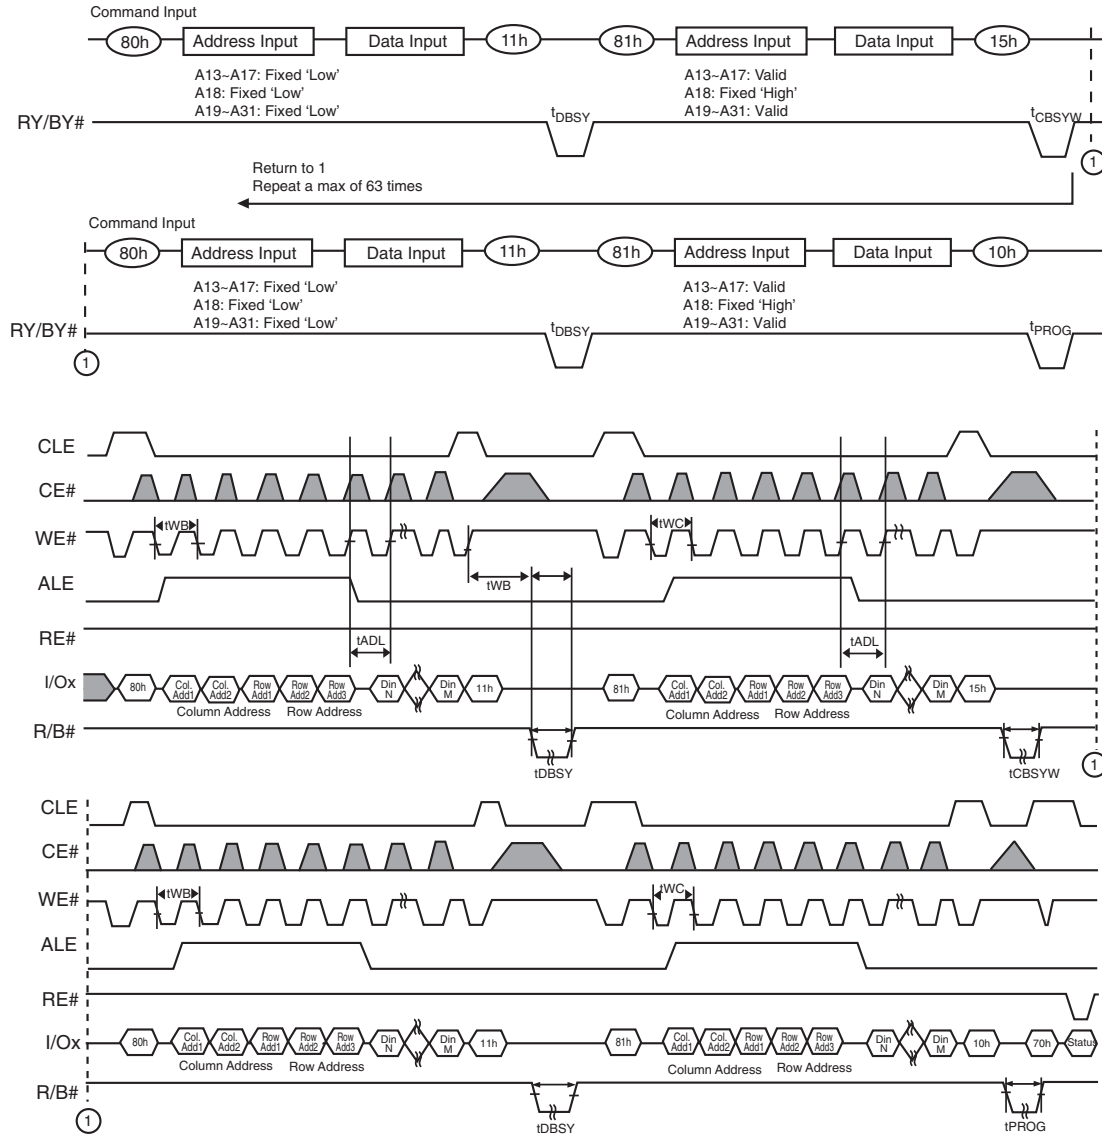 Command Input
80h Address Input Data Input 11h 81h Address Input Data Input 15h
A13~A17: Fixed 'Low' A13~A17: Valid
A18: Fixed 'Low' A18: Fixed 'High'
A19~A31: Fixed 'Low' A19~A31: Valid
RY/BY# tDBSY tCBSYW
1
Return to 1
Repeat a max of 63 times
Command Input
80h Address Input Data Input 11h 81h Address Input Data Input 10h
A13~A17: Fixed 'Low' A13~A17: Valid
A18: Fixed 'Low' A18: Fixed 'High'
A19~A31: Fixed 'Low' A19~A31: Valid
RY/BY# tDBSY tPROG
1
CLE
CE#
WE# tWB tWC
ALE
tWB
RE#
tADL tADL
I/Ox 80h Col. Add1 Col. Add2 Row Add1 Row Add2 Row Add3 Din N Din M 11h 81h Col. Add1 Col. Add2 Row Add1 Row Add2 Row Add3 Din N Din M 15h
Column Address Row Address Column Address Row Address
R/B#
tDBSY tCBSYW 1
CLE
CE#
WE# tWB tWC
ALE
RE#
I/Ox 80h Col. Add1 Col. Add2 Row Add1 Row Add2 Row Add3 Din N Din M 11h 81h Col. Add1 Col. Add2 Row Add1 Row Add2 Row Add3 Din N Din M 10h 70h Status
Column Address Row Address Column Address Row Address
R/B#
1 tDBSY tPROG